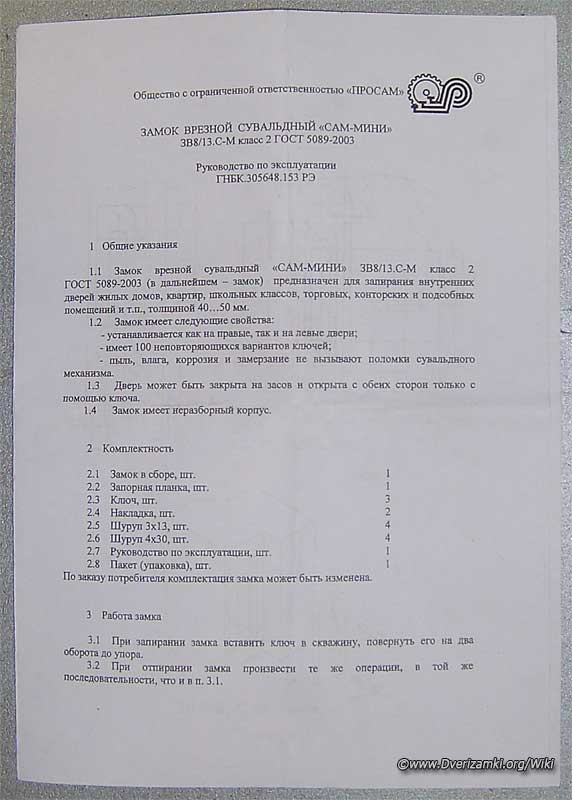 Общество с ограниченной ответственностью «ПРОСАМ» ®
ЗАМОК ВРЕЗНОЙ СУВАЛЬДНЫЙ «САМ-МИНИ»
ЗВ8/13.С-М класс 2 ГОСТ 5089-2003
Руководство по эксплуатации
ГНБК.305648.153 РЭ
1 Общие указания
1.1 Замок врезной сувальдный «САМ-МИНИ» ЗВ8/13.С-М класс 2
ГОСТ 5089-2003 (в дальнейшем – замок) предназначен для запирания внутренних
дверей жилых домов, квартир, школьных классов, торговых, конторских и подсобных
помещений и т.п., толщиной 40…50 мм.
1.2 Замок имеет следующие свойства:
- устанавливается как на правые, так и на левые двери;
- имеет 100 неповторяющихся вариантов ключей;
- пыль, влага, коррозия и замерзание не вызывают поломки сувальдного
механизма.
1.3 Дверь может быть закрыта на засов и открыта с обеих сторон только с
помощью ключа.
1.4 Замок имеет неразборный корпус.
2 Комплектность
2.1 Замок в сборе, шт. 1
2.2 Запорная планка, шт. 1
2.3 Ключ, шт. 3
2.4 Накладка, шт. 2
2.5 Шуруп 3х13, шт. 4
2.6 Шуруп 4х30, шт. 4
2.7 Руководство по эксплуатации, шт. 1
2.8 Пакет (упаковка), шт. 1
По заказу потребителя комплектация замка может быть изменена.
3 Работа замка
3.1 При запирании замка вставить ключ в скважину, повернуть его на два
оборота до упора.
3.2 При отпирании замка произвести те же операции, в той же
последовательности, что и в п. 3.1.
©www.Dverizamki.org/Wiki